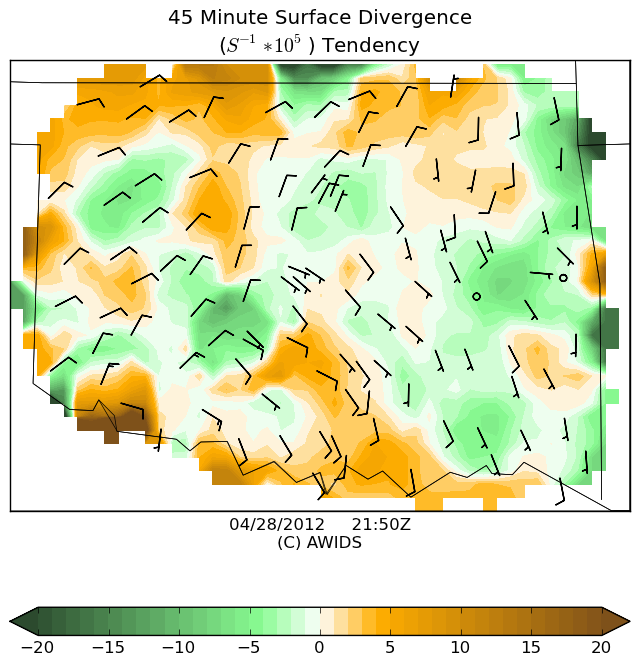 45 Minute Surface Divergence
(S⁻¹ *10⁵ ) Tendency
04/28/2012 21:50Z
(C) AWIDS
−20 −15 −10 −5 0 5 10 15 20